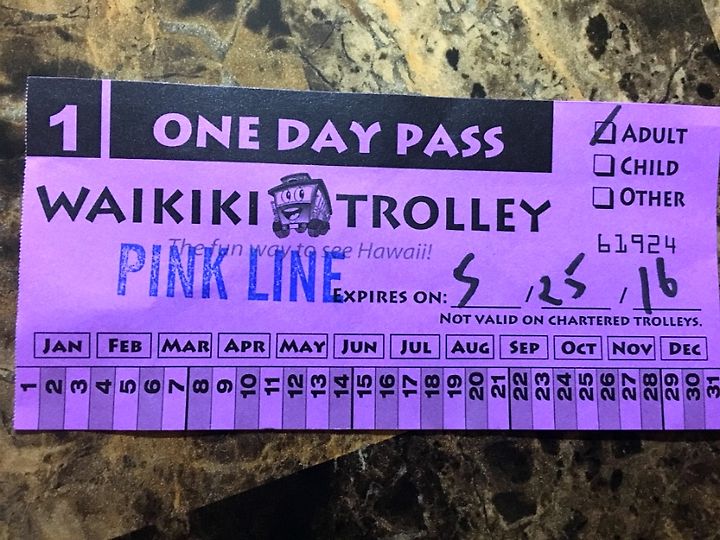 1 ONE DAY PASS
ADULT
CHILD
OTHER
WAIKIKI TROLLEY
The fun way to see Hawaii!
61924
PINK LINE
EXPIRES ON: 5 / 25 / 16
NOT VALID ON CHARTERED TROLLEYS.
JAN FEB MAR APR MAY JUN JUL AUG SEP OCT NOV DEC
1 2 3 4 5 6 7 8 9 10 11 12 13 14 15 16 17 18 19 20 21 22 23 24 25 26 27 28 29 30 31